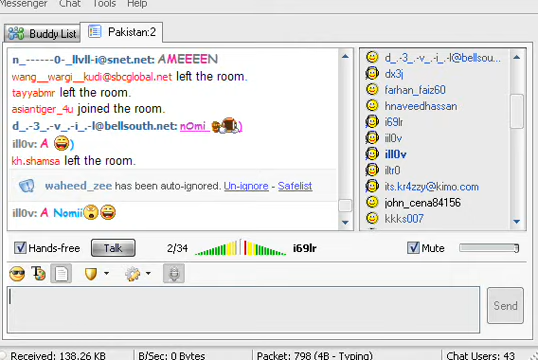 Messenger Chat Tools Help
Buddy List Pakistan:2
n_------0-_llvll-i@snet.net: AMEEEEN
wang__wargi__kudi@sbcglobal.net left the room.
tayyabmr left the room.
asiantiger_4u joined the room.
d_.-3_.-v_.-i_.-l@bellsouth.net: nOmi :)
ill0v: A )
kh.shamsa left the room.
waheed_zee has been auto-ignored. Un-ignore - Safelist
ill0v: A Nomii
d_.-3_.-v_.-i_.-l@bellsou...
dx3j
farhan_faiz60
hnaveedhassan
i69lr
il0v
ill0v
iltr0
its.kr4zzy@kimo.com
john_cena84156
kkks007
Hands-free Talk 2/34 i69lr Mute
Send
Received: 138.26 KB B/Sec: 0 Bytes Packet: 798 (4B - Typing) Chat Users: 43